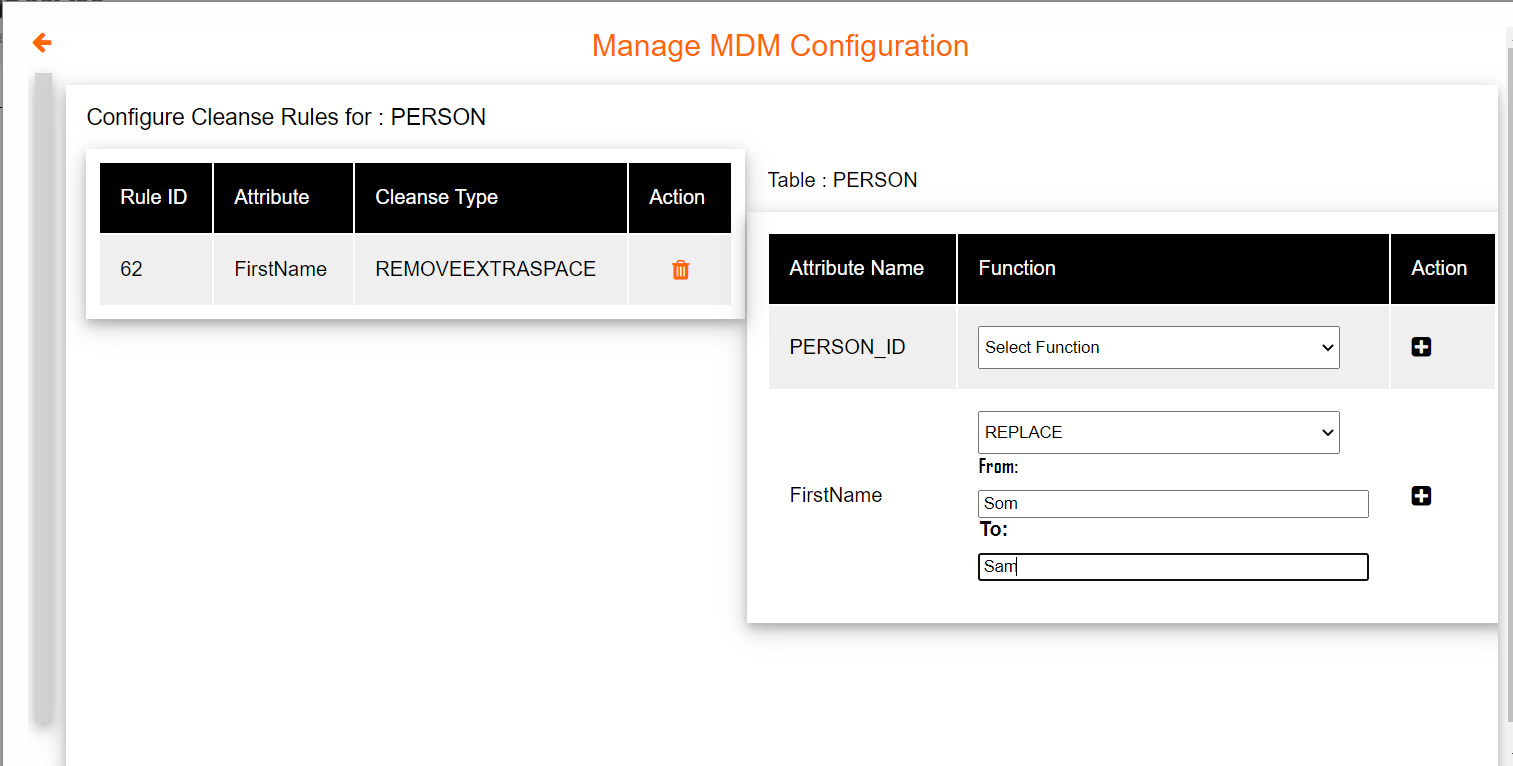 Manage MDM Configuration
Configure Cleanse Rules for : PERSON
Rule ID Attribute Cleanse Type Action
62 FirstName REMOVEEXTRASPACE
Table : PERSON
Attribute Name Function Action
PERSON_ID Select Function
REPLACE
From:
FirstName
Som
To:
Sam